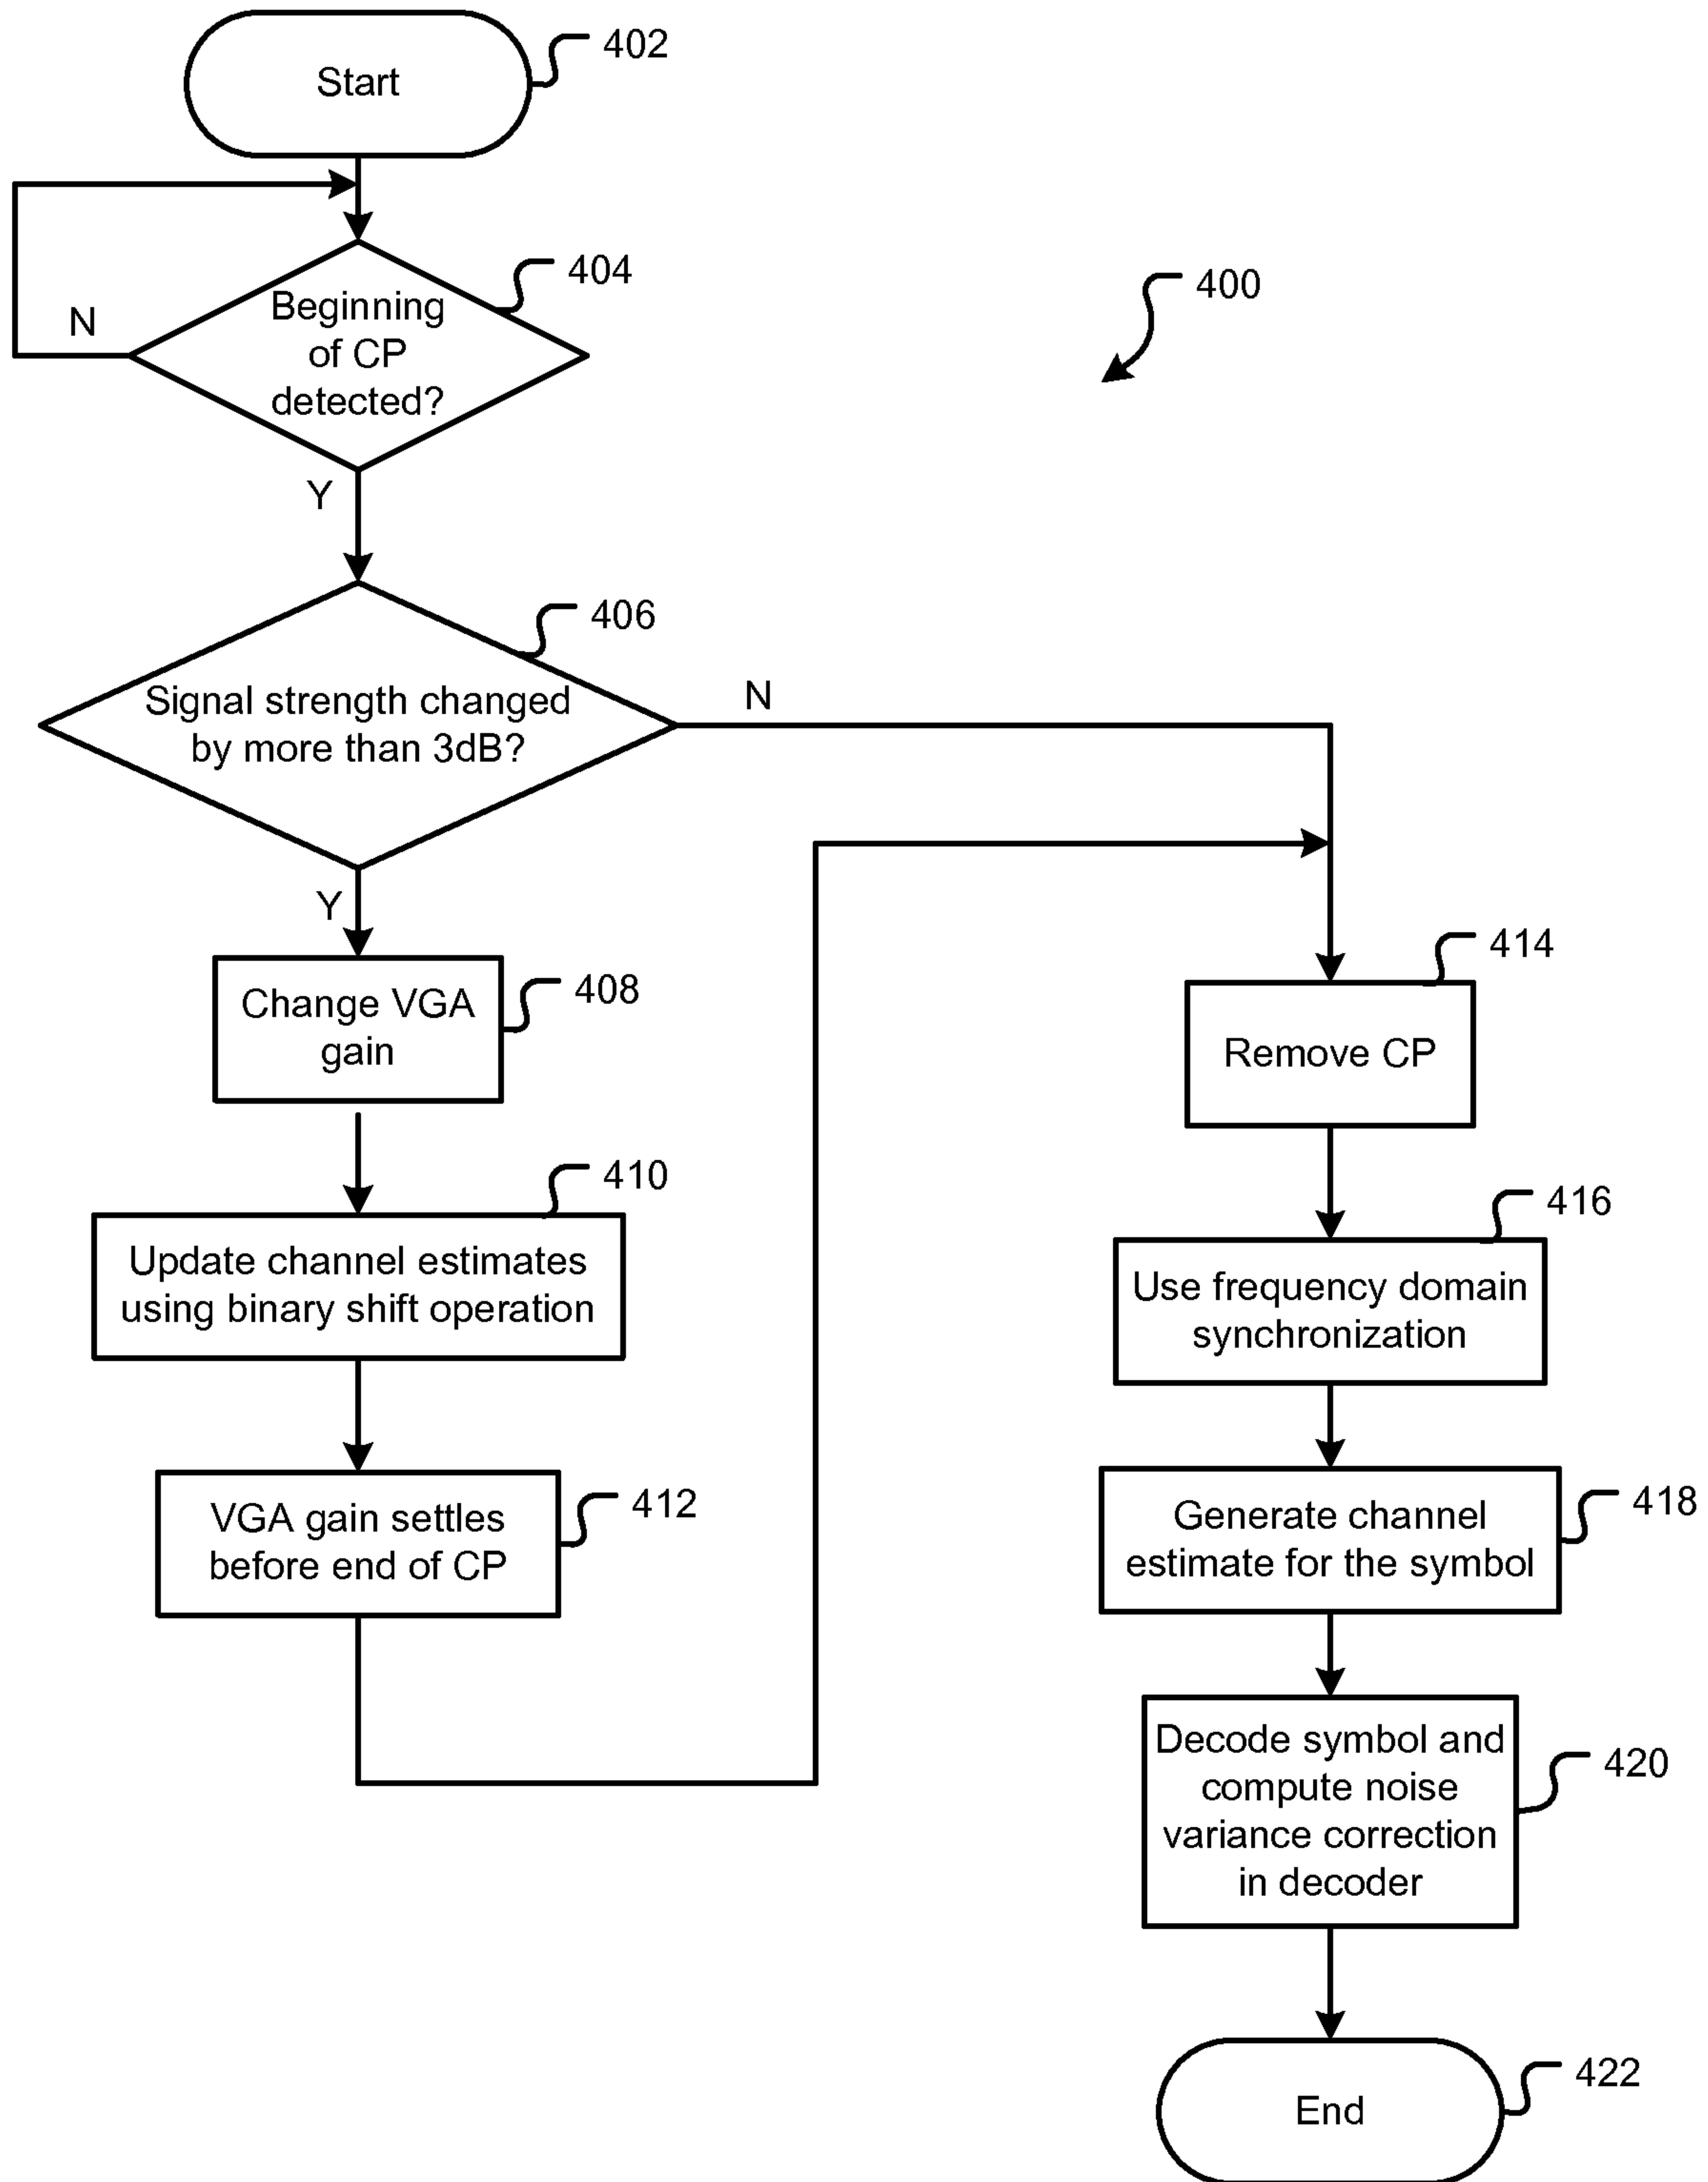 Start
402
Beginning
of CP
detected?
404
N
400
Y
Signal strength changed
by more than 3dB?
406
N
Y
Change VGA
gain
408
Update channel estimates
using binary shift operation
410
VGA gain settles
before end of CP
412
Remove CP
414
Use frequency domain
synchronization
416
Generate channel
estimate for the symbol
418
Decode symbol and
compute noise
variance correction
in decoder
420
End
422